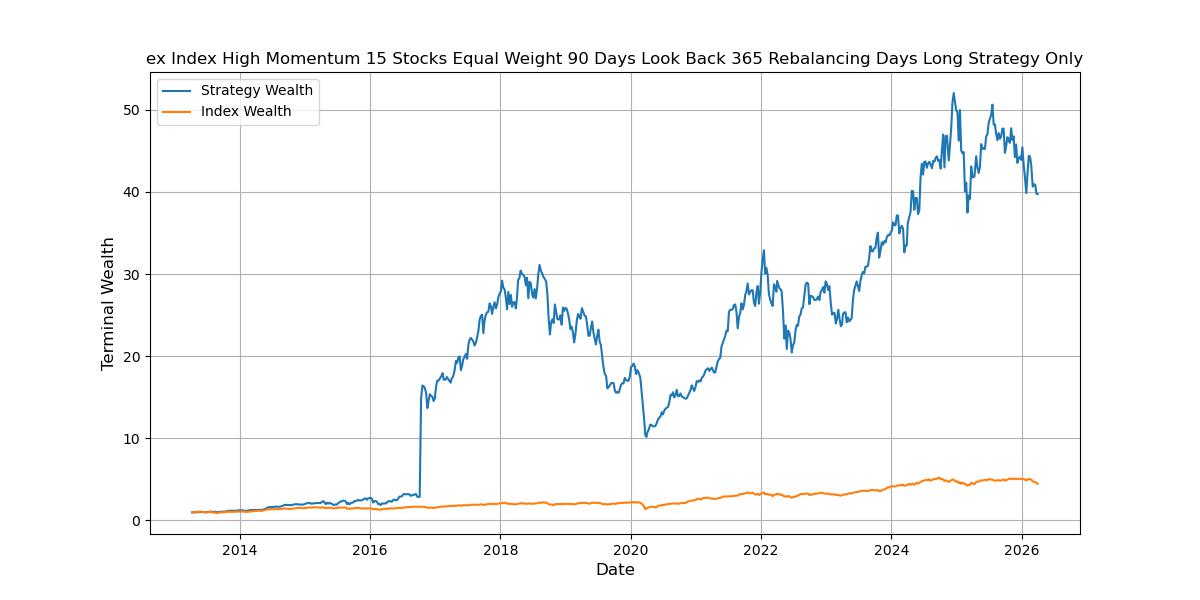 ex Index High Momentum 15 Stocks Equal Weight 90 Days Look Back 365 Rebalancing Days Long Strategy Only
Strategy Wealth
Index Wealth
Terminal Wealth
50
40
30
20
10
0
2014 2016 2018 2020 2022 2024 2026
Date